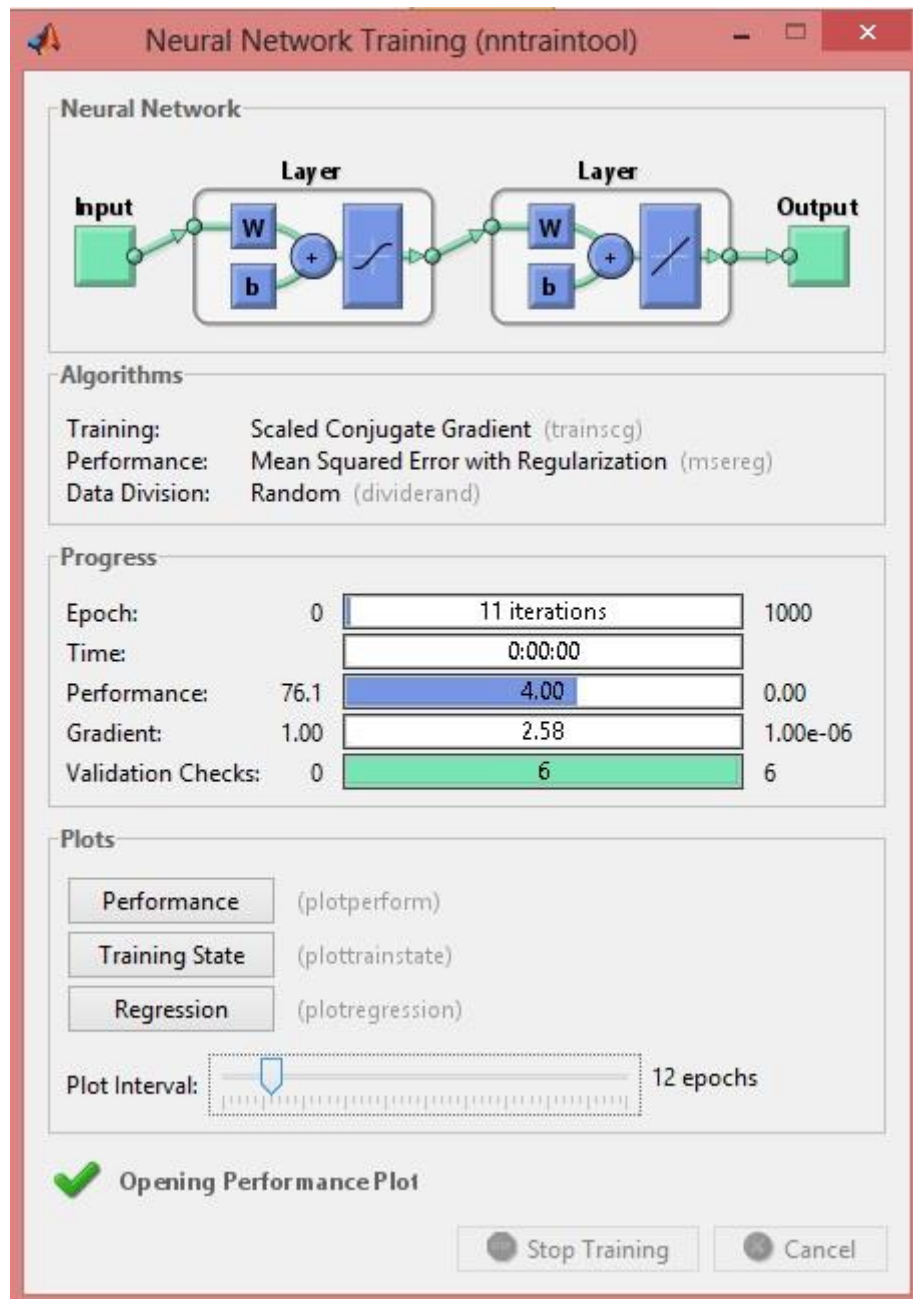 Neural Network Training (nntraintool)
Neural Network
Layer Layer
Input Output
W W
+ +
b b
Algorithms
Training: Scaled Conjugate Gradient (trainscg)
Performance: Mean Squared Error with Regularization (msereg)
Data Division: Random (dividerand)
Progress
Epoch: 0 11 iterations 1000
Time: 0:00:00
Performance: 76.1 4.00 0.00
Gradient: 1.00 2.58 1.00e-06
Validation Checks: 0 6 6
Plots
Performance (plotperform)
Training State (plottrainstate)
Regression (plotregression)
Plot Interval: 12 epochs
Opening Performance Plot
Stop Training Cancel